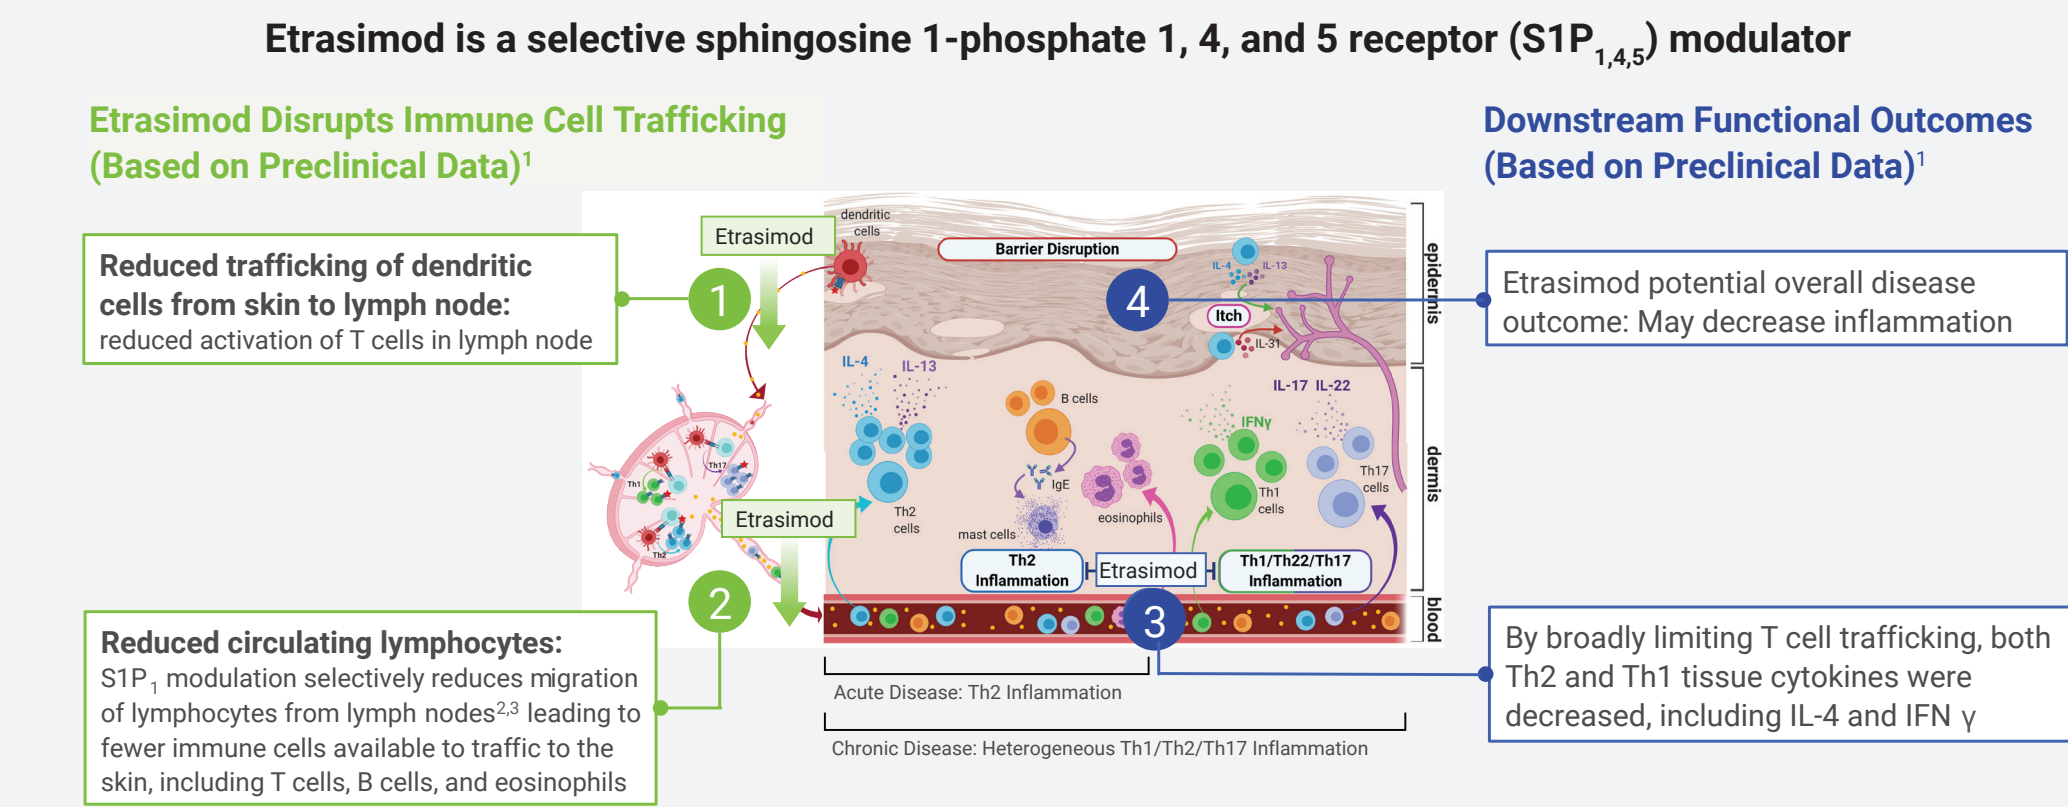 Etrasimod is a selective sphingosine 1-phosphate 1, 4, and 5 receptor (S1P1,4,5) modulator
Etrasimod Disrupts Immune Cell Trafficking
(Based on Preclinical Data)1
Downstream Functional Outcomes
(Based on Preclinical Data)1
Reduced trafficking of dendritic
cells from skin to lymph node:
reduced activation of T cells in lymph node
1
Etrasimod
dendritic
cells
Barrier Disruption
4
IL-4
IL-13
Itch
IL-31
epidermis
Etrasimod potential overall disease
outcome: May decrease inflammation
IL-4
IL-13
B cells
IgE
mast cells
eosinophils
IFNγ
IL-17 IL-22
Th2
cells
Th1
cells
Th17
cells
dermis
Th17
Th1
Th2
Etrasimod
Th2
Inflammation
Etrasimod
Th1/Th22/Th17
Inflammation
2
3
blood
Reduced circulating lymphocytes:
S1P1 modulation selectively reduces migration
of lymphocytes from lymph nodes2,3 leading to
fewer immune cells available to traffic to the
skin, including T cells, B cells, and eosinophils
Acute Disease: Th2 Inflammation
Chronic Disease: Heterogeneous Th1/Th2/Th17 Inflammation
By broadly limiting T cell trafficking, both
Th2 and Th1 tissue cytokines were
decreased, including IL-4 and IFN γ